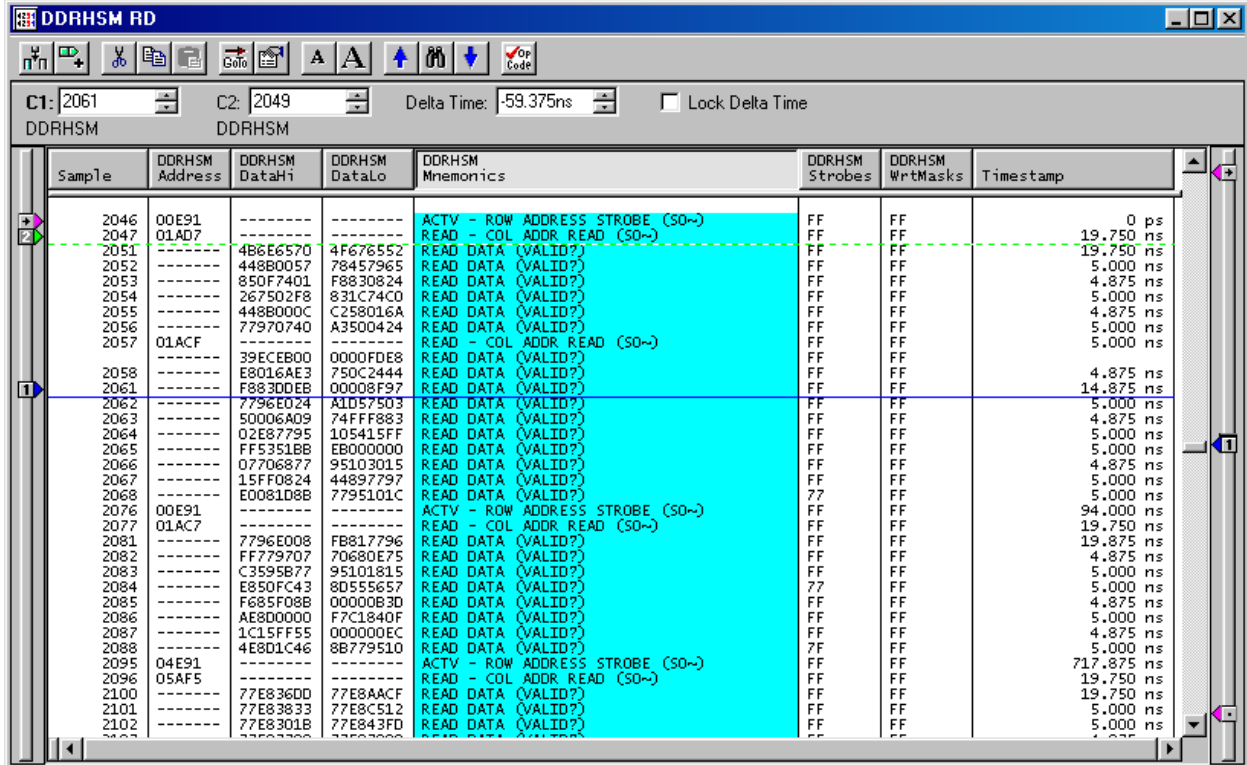 DDRHSM RD
GoTo A A Op Code
C1: 2061 C2: 2049 Delta Time: -59.375ns Lock Delta Time
DDRHSM DDRHSM
Sample DDRHSM Address DDRHSM DataHi DDRHSM DataLo DDRHSM Mnemonics DDRHSM Strobes DDRHSM WrtMasks Timestamp
2046 00E91 -------- -------- ACTV - ROW ADDRESS STROBE (S0~) FF FF 0 ps
2047 01AD7 -------- -------- READ - COL ADDR READ (S0~) FF FF 19.750 ns
2051 ------- 4B6E6570 4F676552 READ DATA (VALID?) FF FF 19.750 ns
2052 ------- 448B0057 78457965 READ DATA (VALID?) FF FF 5.000 ns
2053 ------- 850F7401 F8830824 READ DATA (VALID?) FF FF 4.875 ns
2054 ------- 267502F8 831C74C0 READ DATA (VALID?) FF FF 5.000 ns
2055 ------- 448B000C C258016A READ DATA (VALID?) FF FF 4.875 ns
2056 ------- 77970740 A3500424 READ DATA (VALID?) FF FF 5.000 ns
2057 01ACF -------- -------- READ - COL ADDR READ (S0~) FF FF 5.000 ns
------- 39ECEB00 0000FDE8 READ DATA (VALID?) FF FF
2058 ------- E8016AE3 750C2444 READ DATA (VALID?) FF FF 4.875 ns
2061 ------- F883DDEB 00008F97 READ DATA (VALID?) FF FF 14.875 ns
2062 ------- 7796E024 A1D57503 READ DATA (VALID?) FF FF 5.000 ns
2063 ------- 50006A09 74FFF883 READ DATA (VALID?) FF FF 4.875 ns
2064 ------- 02E87795 105415FF READ DATA (VALID?) FF FF 5.000 ns
2065 ------- FF5351BB EB000000 READ DATA (VALID?) FF FF 5.000 ns
2066 ------- 07706877 95103015 READ DATA (VALID?) FF FF 4.875 ns
2067 ------- 15FF0824 44897797 READ DATA (VALID?) FF FF 5.000 ns
2068 ------- E0081D8B 7795101C READ DATA (VALID?) 77 FF 5.000 ns
2076 00E91 -------- -------- ACTV - ROW ADDRESS STROBE (S0~) FF FF 94.000 ns
2077 01AC7 -------- -------- READ - COL ADDR READ (S0~) FF FF 19.750 ns
2081 ------- 7796E008 FB817796 READ DATA (VALID?) FF FF 19.875 ns
2082 ------- FF779707 70680E75 READ DATA (VALID?) FF FF 4.875 ns
2083 ------- C3595B77 95101815 READ DATA (VALID?) FF FF 5.000 ns
2084 ------- E850FC43 8D555657 READ DATA (VALID?) 77 FF 5.000 ns
2085 ------- F685F08B 00000B3D READ DATA (VALID?) FF FF 4.875 ns
2086 ------- AE8D0000 F7C1840F READ DATA (VALID?) FF FF 5.000 ns
2087 ------- 1C15FF55 000000EC READ DATA (VALID?) FF FF 4.875 ns
2088 ------- 4E8D1C46 8B779510 READ DATA (VALID?) 7F FF 5.000 ns
2095 04E91 -------- -------- ACTV - ROW ADDRESS STROBE (S0~) FF FF 717.875 ns
2096 05AF5 -------- -------- READ - COL ADDR READ (S0~) FF FF 19.750 ns
2100 ------- 77E836DD 77E8AACF READ DATA (VALID?) FF FF 19.750 ns
2101 ------- 77E83833 77E8C512 READ DATA (VALID?) FF FF 5.000 ns
2102 ------- 77E8301B 77E843FD READ DATA (VALID?) FF FF 5.000 ns